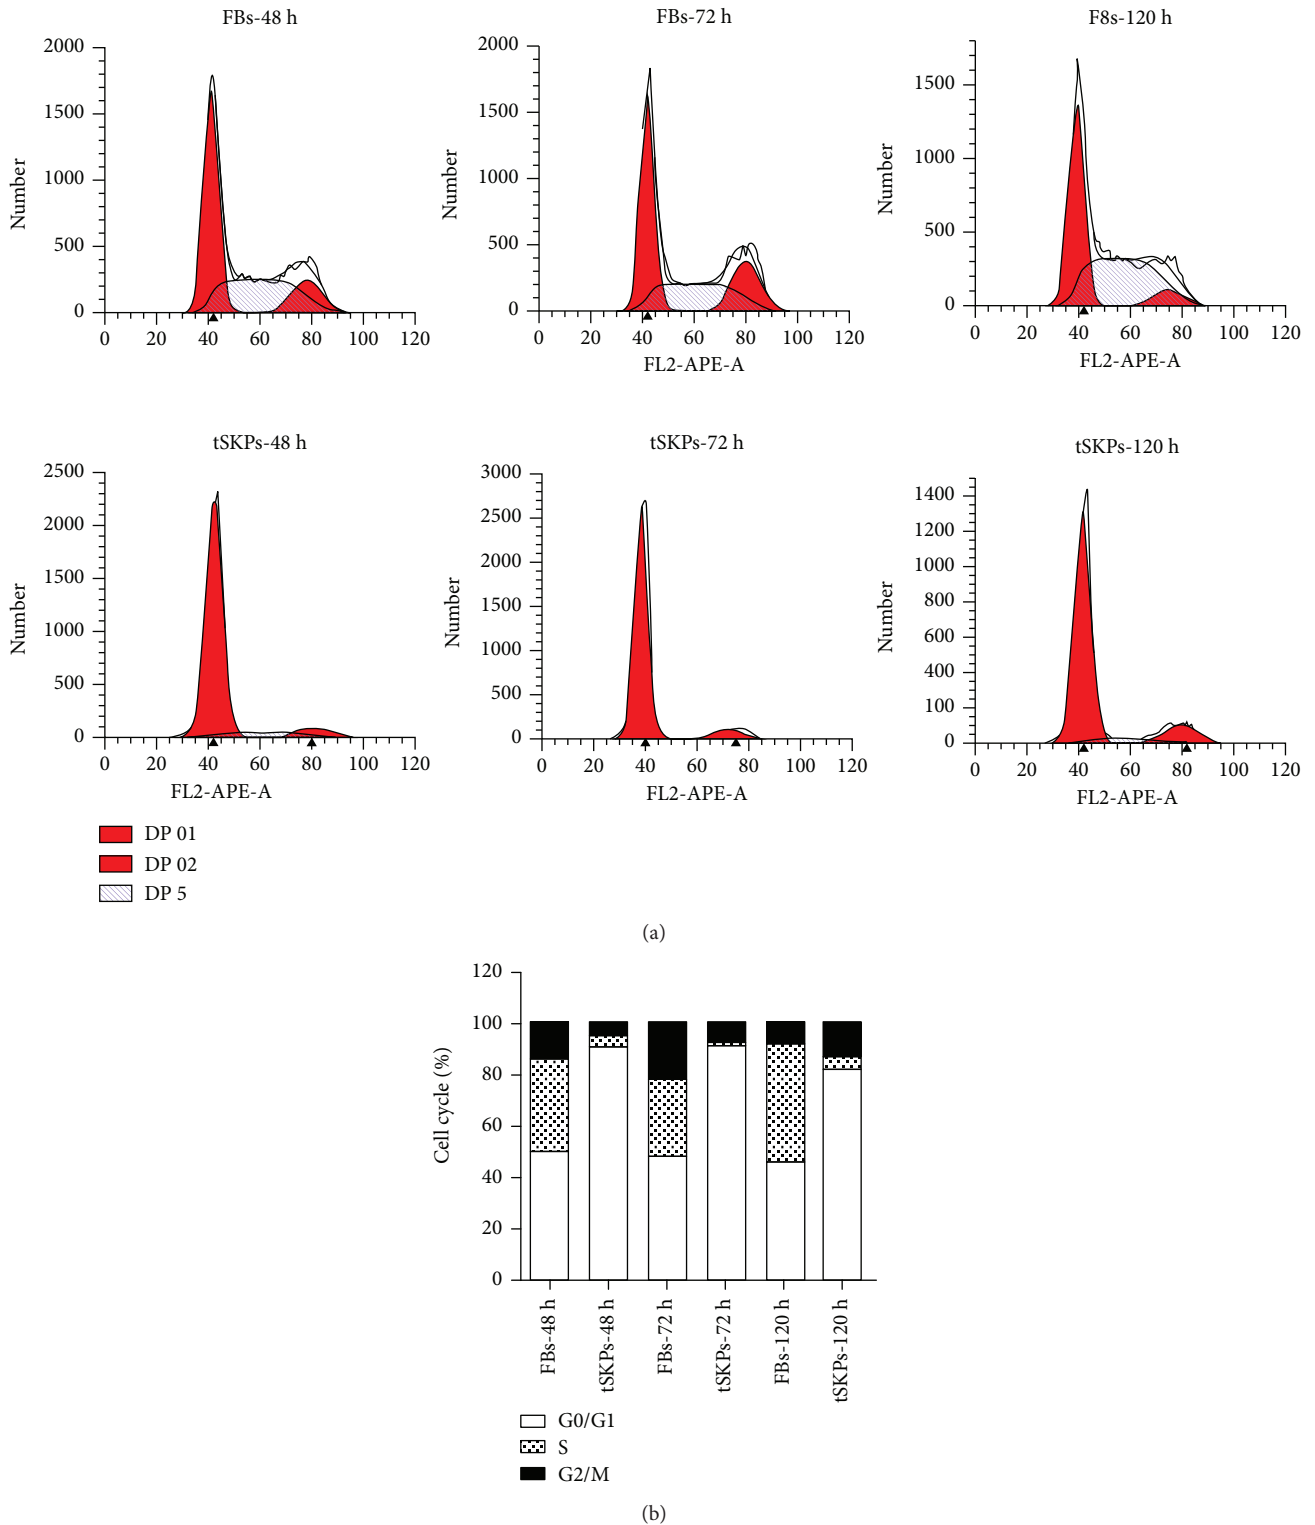 FBs-48 h
Number
2000
1500
1000
500
0
0 20 40 60 80 100 120
FBs-72 h
Number
2000
1500
1000
500
0
0 20 40 60 80 100 120
FL2-APE-A
F8s-120 h
Number
1500
1000
500
0
0 20 40 60 80 100 120
FL2-APE-A
tSKPs-48 h
Number
2500
2000
1500
1000
500
0
0 20 40 60 80 100 120
FL2-APE-A
tSKPs-72 h
Number
3000
2500
2000
1500
1000
500
0
0 20 40 60 80 100 120
FL2-APE-A
tSKPs-120 h
Number
1400
1200
1000
800
600
400
100
0
0 20 40 60 80 100 120
FL2-APE-A
DP 01
DP 02
DP 5
(a)
Cell cycle (%)
120
100
80
60
40
20
0
FBs-48 h
tSKPs-48 h
FBs-72 h
tSKPs-72 h
FBs-120 h
tSKPs-120 h
G0/G1
S
G2/M
(b)